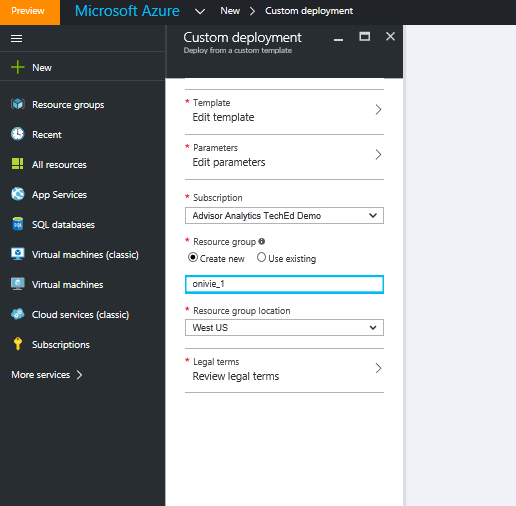 Preview
Microsoft Azure New Custom deployment
New
Resource groups
Recent
All resources
App Services
SQL databases
Virtual machines (classic)
Virtual machines
Cloud services (classic)
Subscriptions
More services
Custom deployment
Deploy from a custom template
* Template
Edit template
* Parameters
Edit parameters
* Subscription
Advisor Analytics TechEd Demo
* Resource group
Create new Use existing
onivie_1
* Resource group location
West US
* Legal terms
Review legal terms